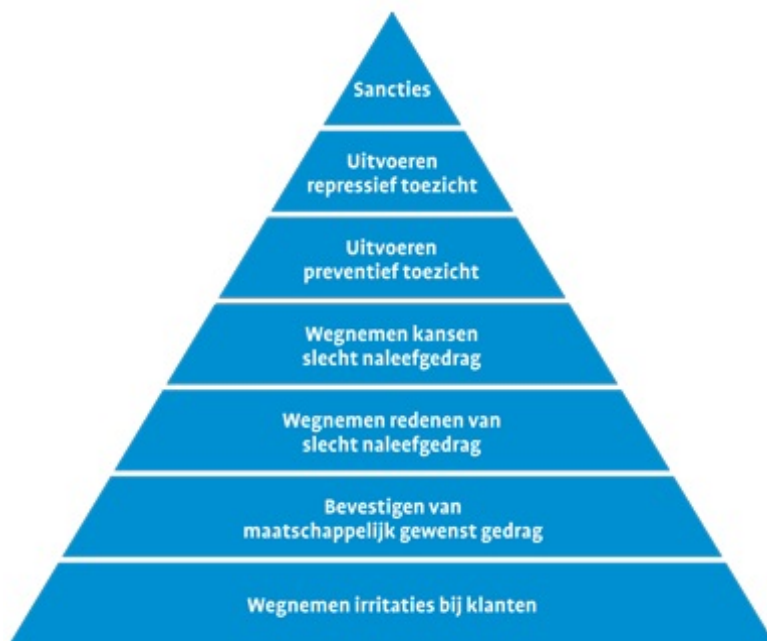 Sancties
Uitvoeren
repressief toezicht
Uitvoeren
preventief toezicht
Wegnemen kansen
slecht naleefgedrag
Wegnemen redenen van
slecht naleefgedrag
Bevestigen van
maatschappelijk gewenst gedrag
Wegnemen irritaties bij klanten